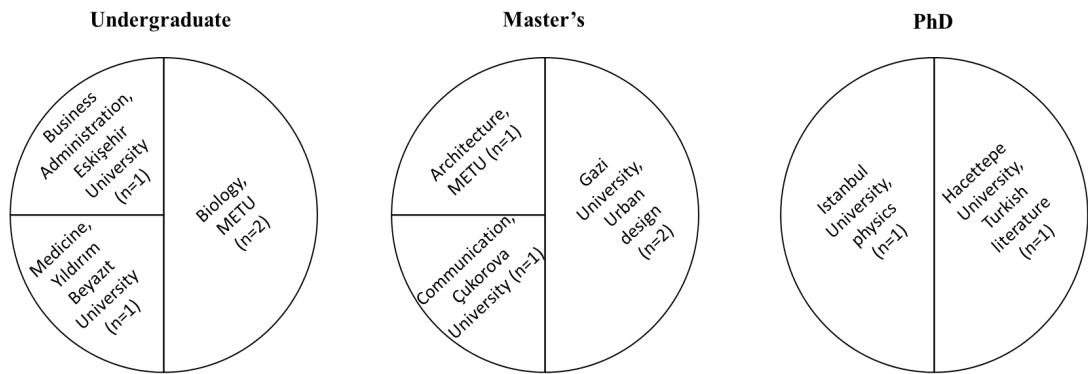 Undergraduate
Master's
PhD
Business
Administration,
Eskişehir
University
(n=1)
Biology,
METU
(n=2)
Medicine,
Yıldırım
Beyazıt
University
(n=1)
Architecture,
METU (n=1)
Gazi
University,
Urban
design
(n=2)
Communication,
Çukorova
University (n=1)
Istanbul
University,
physics
(n=1)
Hacettepe
University,
Turkish
literature
(n=1)